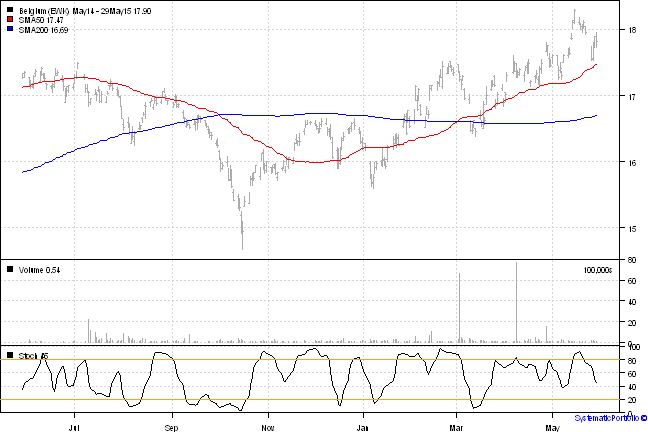 Belgium (EWK) May14 - 29May15 17.90
SMA50 17.47
SMA200 16.69
18
17
16
15
Volume 0.54
100,000s
80
60
40
20
0
Stoch
100
80
60
40
20
0
Jul Sep Nov Jan Mar May
SystematicPortfolio ©